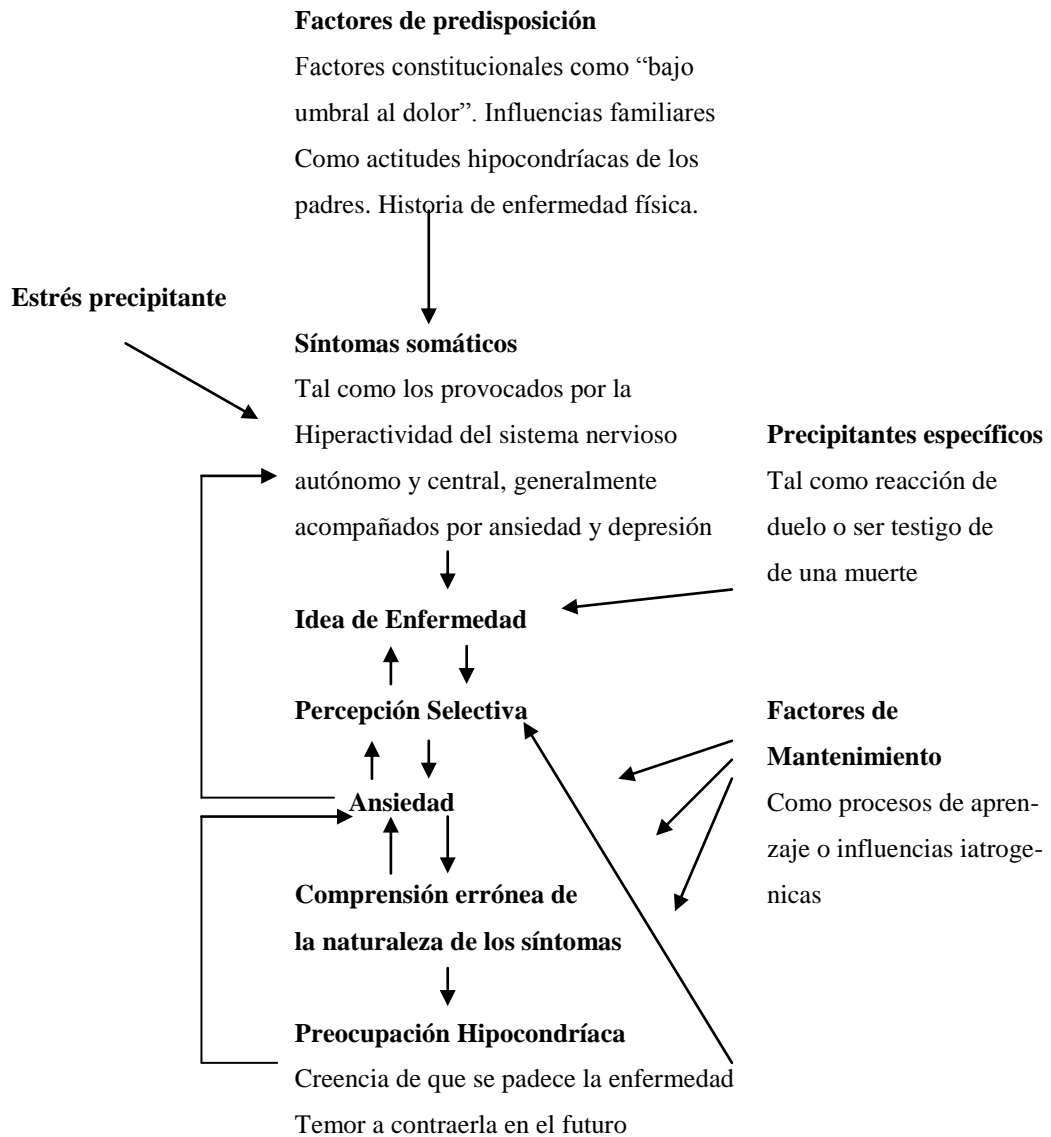 Factores de predisposición
Factores constitucionales como “bajo
umbral al dolor”. Influencias familiares
Como actitudes hipocondríacas de los
padres. Historia de enfermedad física.
Estrés precipitante
Síntomas somáticos
Tal como los provocados por la
Hiperactividad del sistema nervioso
autónomo y central, generalmente
acompañados por ansiedad y depresión
Precipitantes específicos
Tal como reacción de
duelo o ser testigo de
de una muerte
Idea de Enfermedad
Percepción Selectiva
Ansiedad
Comprensión errónea de
la naturaleza de los síntomas
Factores de
Mantenimiento
Como procesos de apren-
zaje o influencias iatroge-
nicas
Preocupación Hipocondríaca
Creencia de que se padece la enfermedad
Temor a contraerla en el futuro